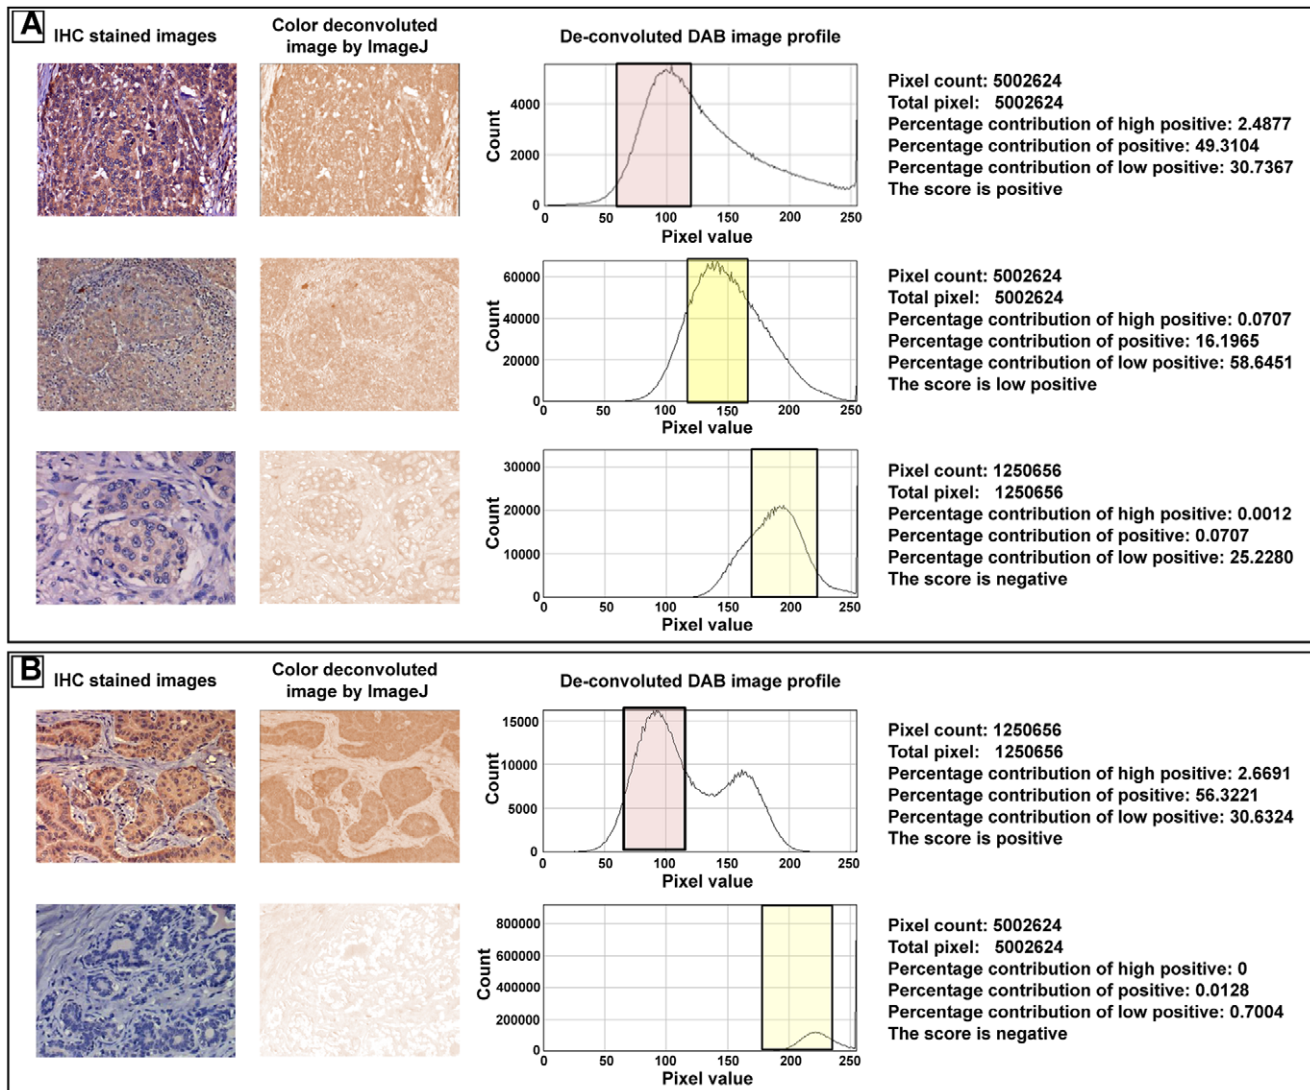 A
IHC stained images
Color deconvoluted
image by ImageJ
De-convoluted DAB image profile
Count
4000
2000
0
0 50 100 150 200 250
Pixel value
Pixel count: 5002624
Total pixel: 5002624
Percentage contribution of high positive: 2.4877
Percentage contribution of positive: 49.3104
Percentage contribution of low positive: 30.7367
The score is positive
Count
60000
40000
20000
0
0 50 100 150 200 250
Pixel value
Pixel count: 5002624
Total pixel: 5002624
Percentage contribution of high positive: 0.0707
Percentage contribution of positive: 16.1965
Percentage contribution of low positive: 58.6451
The score is low positive
Count
30000
20000
10000
0
0 50 100 150 200 250
Pixel value
Pixel count: 1250656
Total pixel: 1250656
Percentage contribution of high positive: 0.0012
Percentage contribution of positive: 0.0707
Percentage contribution of low positive: 25.2280
The score is negative
B
IHC stained images
Color deconvoluted
image by ImageJ
De-convoluted DAB image profile
Count
15000
10000
5000
0
0 50 100 150 200 250
Pixel value
Pixel count: 1250656
Total pixel: 1250656
Percentage contribution of high positive: 2.6691
Percentage contribution of positive: 56.3221
Percentage contribution of low positive: 30.6324
The score is positive
Count
800000
600000
400000
200000
0
0 50 100 150 200 250
Pixel value
Pixel count: 5002624
Total pixel: 5002624
Percentage contribution of high positive: 0
Percentage contribution of positive: 0.0128
Percentage contribution of low positive: 0.7004
The score is negative